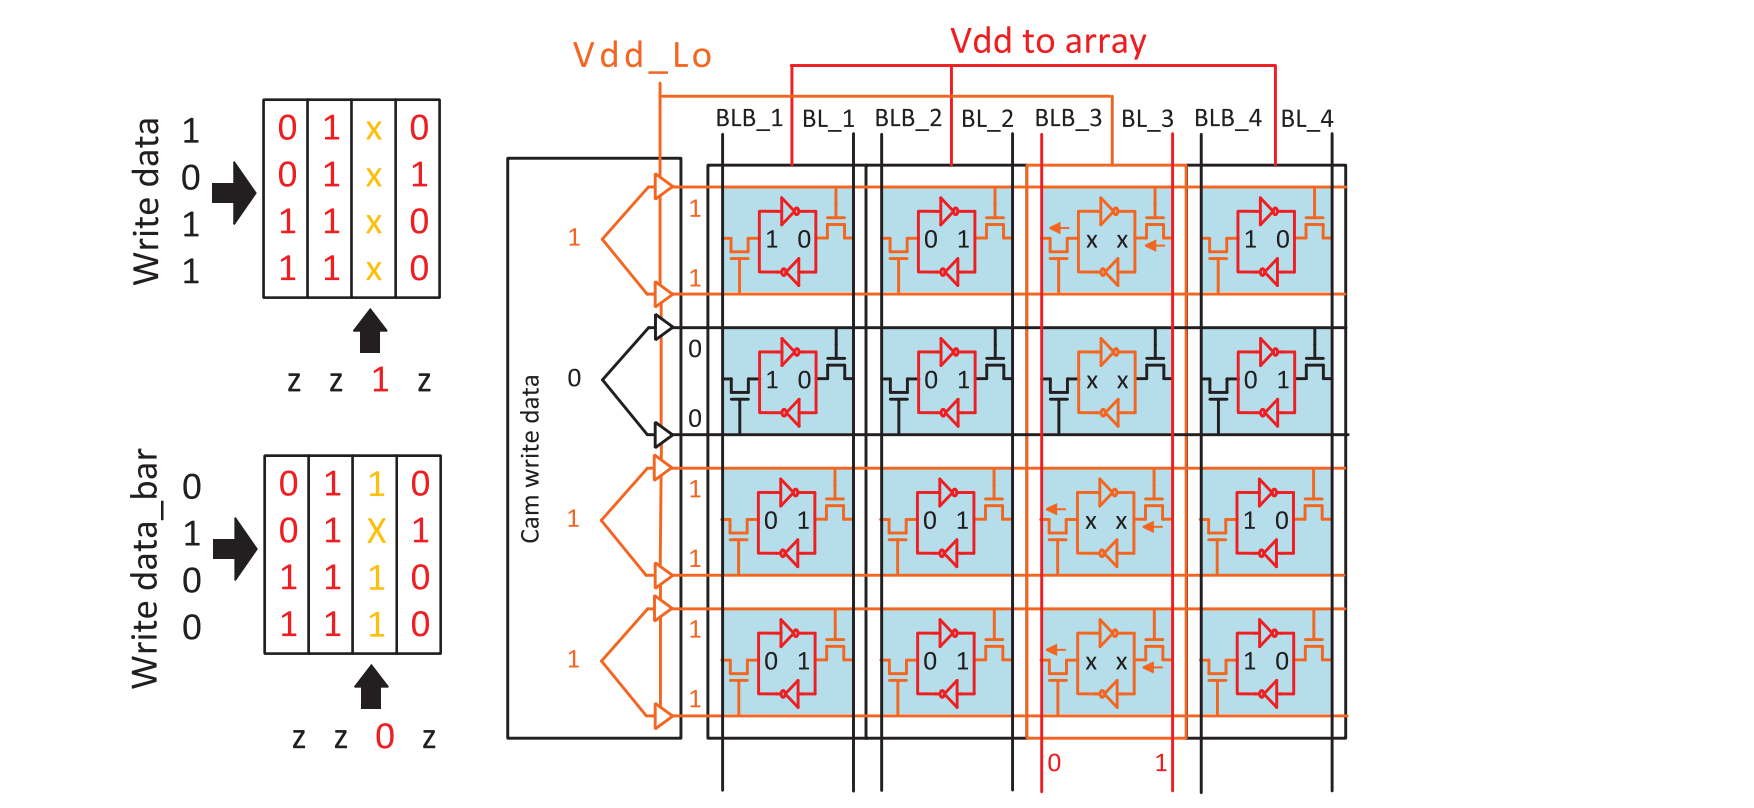 Write data
1
0
1
1
0 1 x 0
0 1 x 1
1 1 x 0
1 1 x 0
z z 1 z
Write data_bar
0
1
0
0
0 1 1 0
0 1 X 1
1 1 1 0
1 1 1 0
z z 0 z
Vdd_Lo
Vdd to array
BLB_1 BL_1 BLB_2 BL_2 BLB_3 BL_3 BLB_4 BL_4
Cam write data
1
1
1 0 0 1 x x 1 0
1
0
0
1 0 0 1 x x 0 1
0
1
1
0 1 0 1 x x 1 0
1
1
1
0 1 0 1 x x 1 0
1
0 1